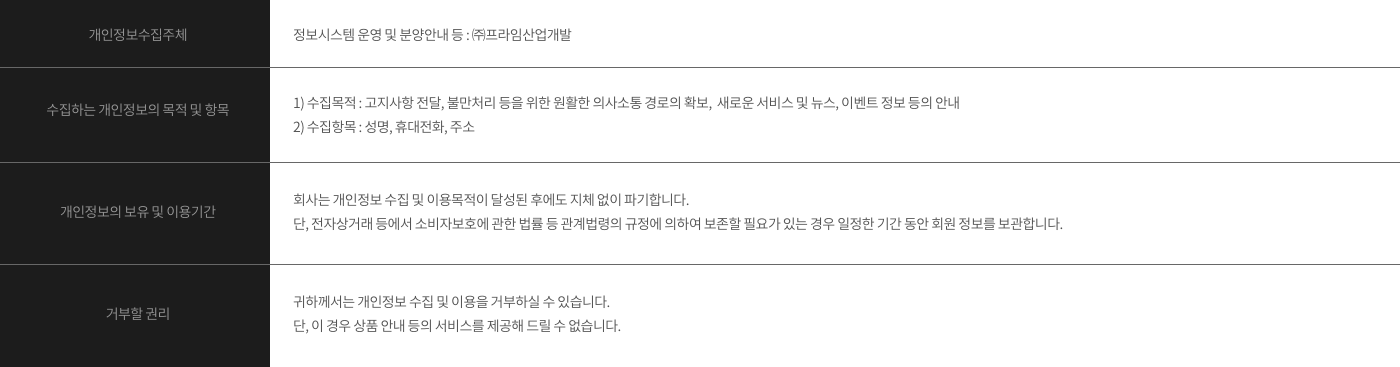 개인정보수집주체
정보시스템 운영 및 분양안내 등 : ㈜프라임산업개발
수집하는 개인정보의 목적 및 항목
1) 수집목적 : 고지사항 전달, 불만처리 등을 위한 원활한 의사소통 경로의 확보, 새로운 서비스 및 뉴스, 이벤트 정보 등의 안내
2) 수집항목 : 성명, 휴대전화, 주소
개인정보의 보유 및 이용기간
회사는 개인정보 수집 및 이용목적이 달성된 후에도 지체 없이 파기합니다.
단, 전자상거래 등에서 소비자보호에 관한 법률 등 관계법령의 규정에 의하여 보존할 필요가 있는 경우 일정한 기간 동안 회원 정보를 보관합니다.
거부할 권리
귀하께서는 개인정보 수집 및 이용을 거부하실 수 있습니다.
단, 이 경우 상품 안내 등의 서비스를 제공해 드릴 수 없습니다.